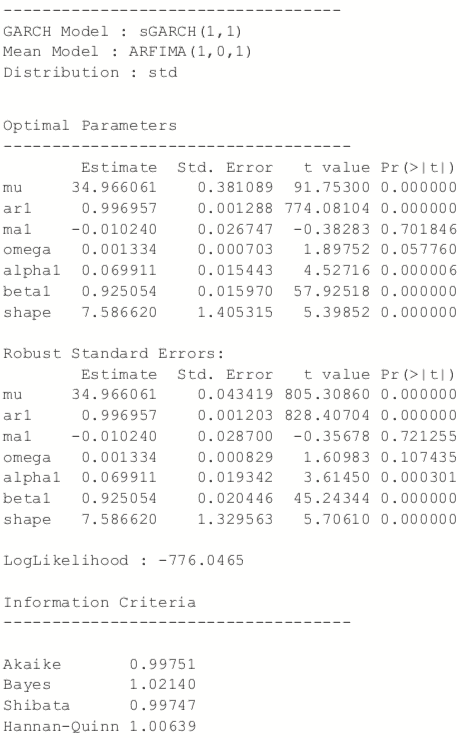 ----------------------------------
GARCH Model : sGARCH(1,1)
Mean Model : ARFIMA(1,0,1)
Distribution : std
Optimal Parameters
-----------------------------------
Estimate Std. Error t value Pr(>|t|)
mu 34.966061 0.381089 91.75300 0.000000
ar1 0.996957 0.001288 774.08104 0.000000
ma1 -0.010240 0.026747 -0.38283 0.701846
omega 0.001334 0.000703 1.89752 0.057760
alpha1 0.069911 0.015443 4.52716 0.000006
beta1 0.925054 0.015970 57.92518 0.000000
shape 7.586620 1.405315 5.39852 0.000000
Robust Standard Errors:
Estimate Std. Error t value Pr(>|t|)
mu 34.966061 0.043419 805.30860 0.000000
ar1 0.996957 0.001203 828.40704 0.000000
ma1 -0.010240 0.028700 -0.35678 0.721255
omega 0.001334 0.000829 1.60983 0.107435
alpha1 0.069911 0.019342 3.61450 0.000301
beta1 0.925054 0.020446 45.24344 0.000000
shape 7.586620 1.329563 5.70610 0.000000
LogLikelihood : -776.0465
Information Criteria
-----------------------------------
Akaike 0.99751
Bayes 1.02140
Shibata 0.99747
Hannan-Quinn 1.00639